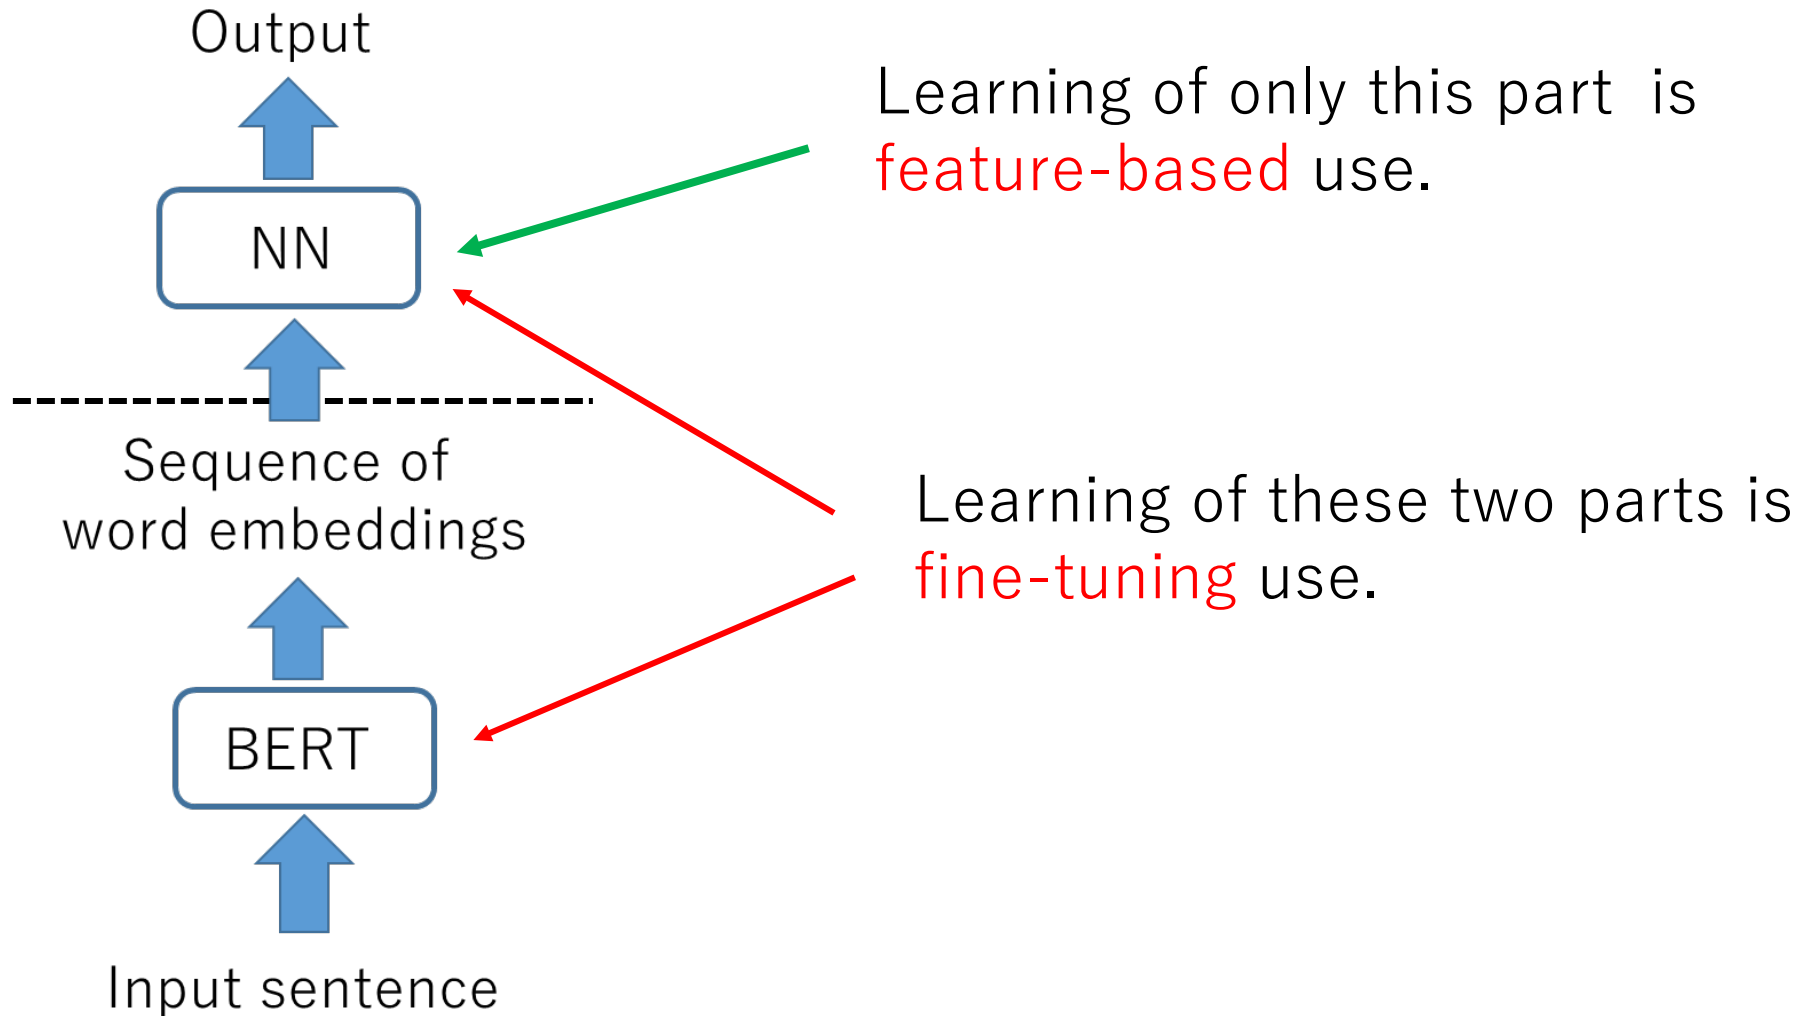 Output
Learning of only this part is
feature-based use.
NN
Sequence of
word embeddings
Learning of these two parts is
fine-tuning use.
BERT
Input sentence